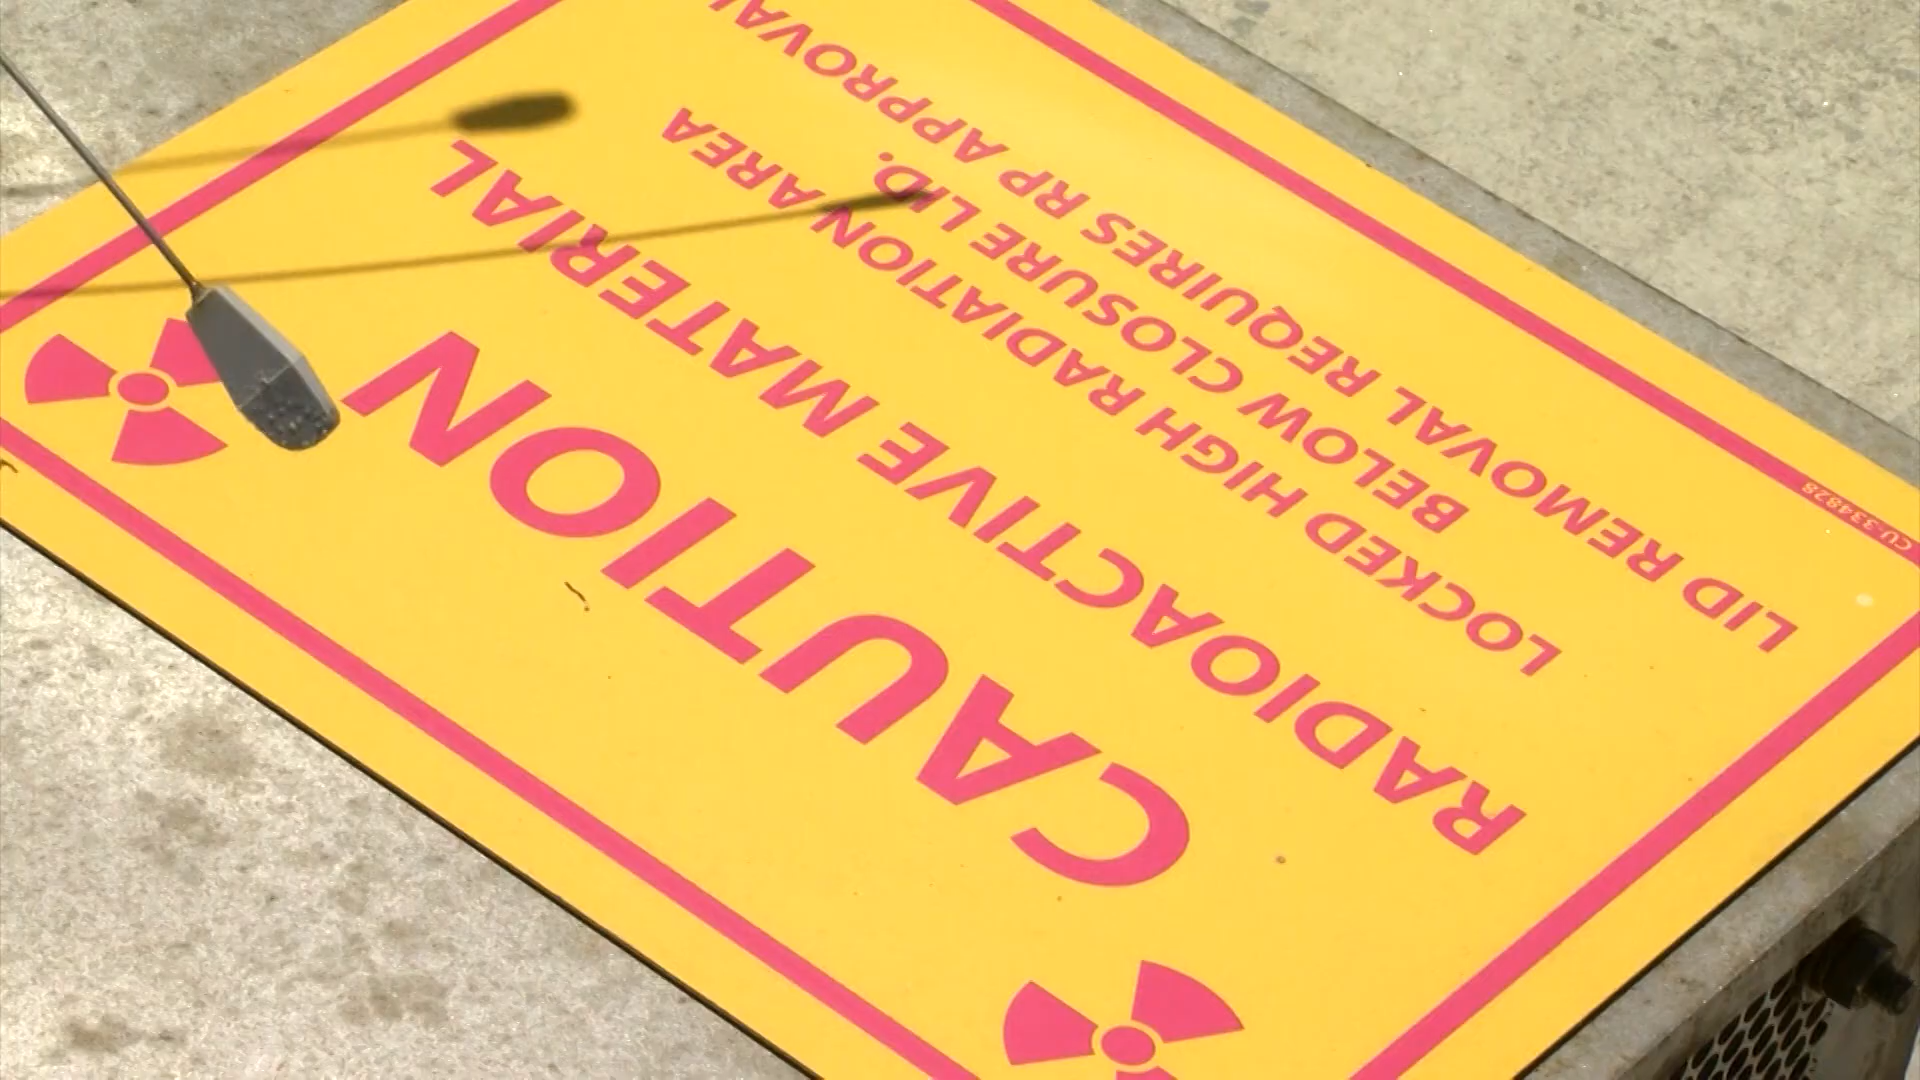 CAUTION
RADIOACTIVE MATERIAL
LOCKED HIGH RADIATION AREA
BELOW CLOSURE LID.
LID REMOVAL REQUIRES RP APPROVAL
CU-334828